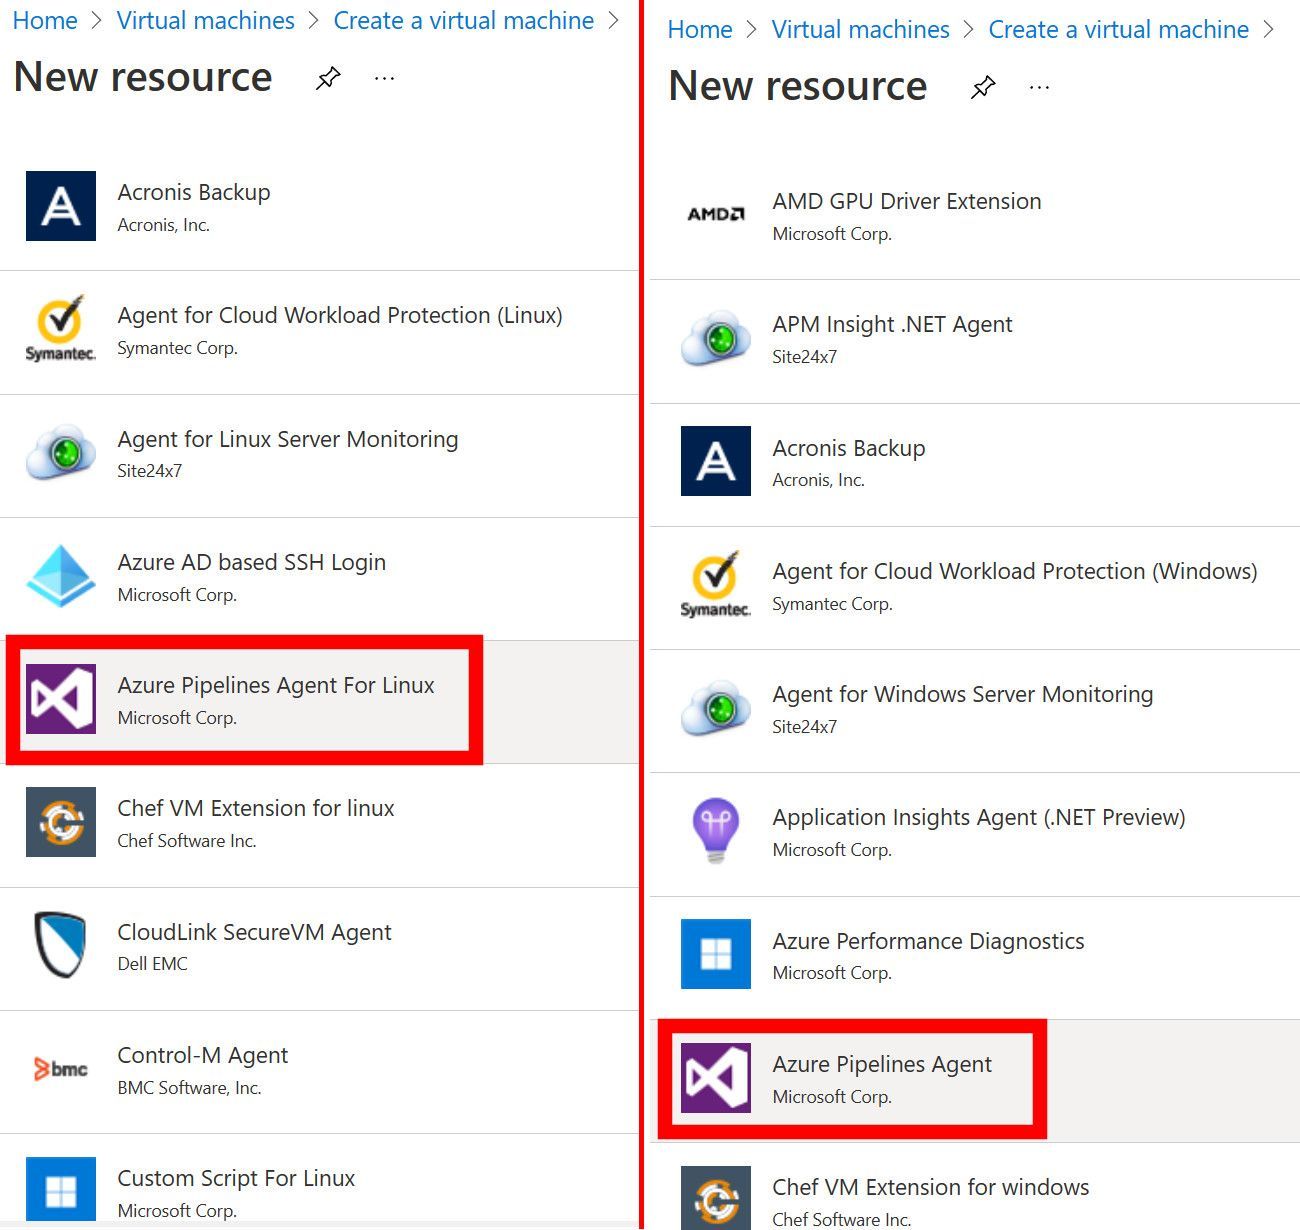 Home > Virtual machines > Create a virtual machine >
New resource ...
Acronis Backup
Acronis, Inc.
Symantec.
Agent for Cloud Workload Protection (Linux)
Symantec Corp.
Agent for Linux Server Monitoring
Site24x7
Azure AD based SSH Login
Microsoft Corp.
Azure Pipelines Agent For Linux
Microsoft Corp.
Chef VM Extension for linux
Chef Software Inc.
CloudLink SecureVM Agent
Dell EMC
bmc
Control-M Agent
BMC Software, Inc.
Custom Script For Linux
Microsoft Corp.
Home > Virtual machines > Create a virtual machine >
New resource ...
AMD
AMD GPU Driver Extension
Microsoft Corp.
APM Insight .NET Agent
Site24x7
Acronis Backup
Acronis, Inc.
Symantec.
Agent for Cloud Workload Protection (Windows)
Symantec Corp.
Agent for Windows Server Monitoring
Site24x7
Application Insights Agent (.NET Preview)
Microsoft Corp.
Azure Performance Diagnostics
Microsoft Corp.
Azure Pipelines Agent
Microsoft Corp.
Chef VM Extension for windows
Chef Software Inc.